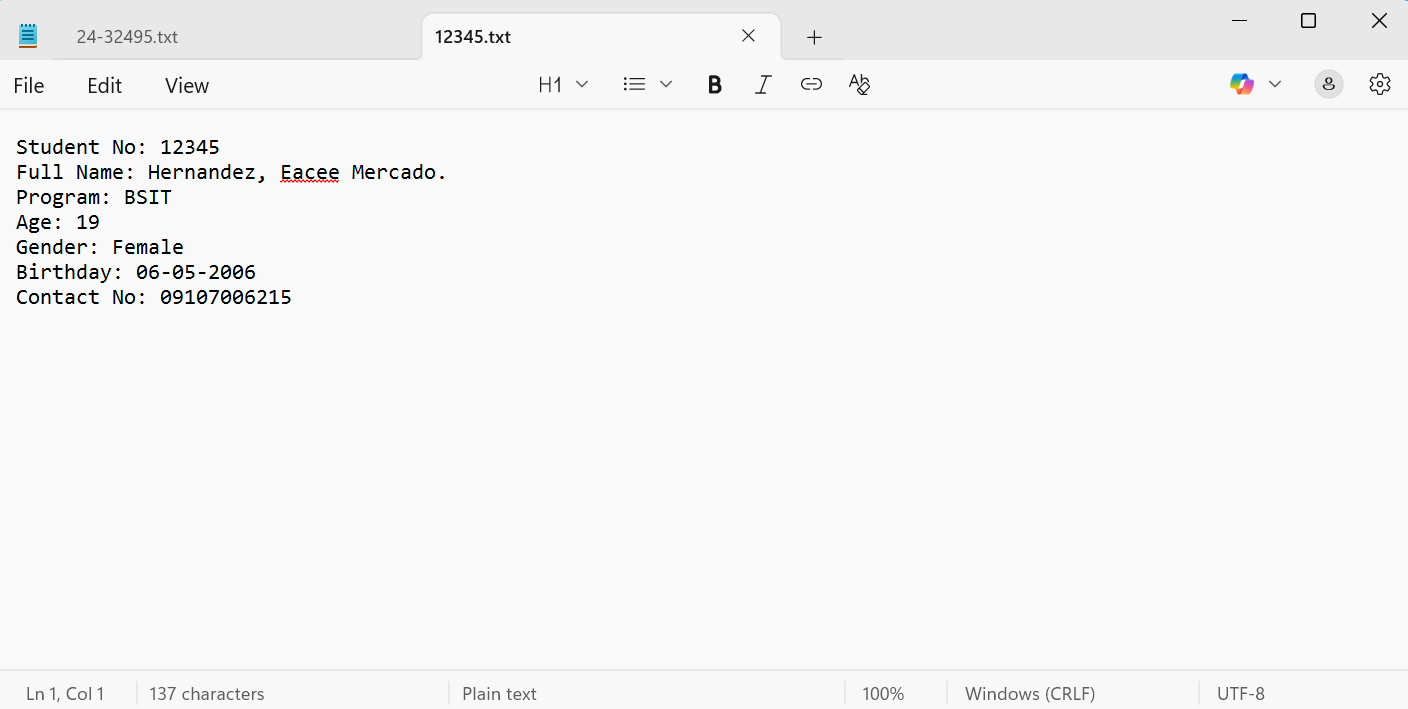 24-32495.txt
12345.txt
File Edit View H1 B I
Student No: 12345
Full Name: Hernandez, Eacee Mercado.
Program: BSIT
Age: 19
Gender: Female
Birthday: 06-05-2006
Contact No: 09107006215
Ln 1, Col 1 137 characters Plain text 100% Windows (CRLF) UTF-8